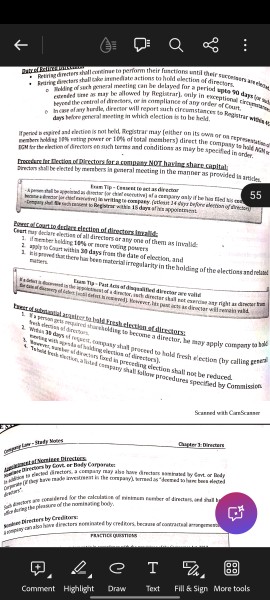 Duty of Retiring Directors:
• Retiring directors shall continue to perform their functions until their successors are elected.
• Retiring directors shall take immediate actions to hold election of directors.
o Holding of such general meeting can be delayed for a period upto 90 days (or such
extended time as may be allowed by Registrar), only in exceptional circumstances
beyond the control of directors, or in compliance of any order of Court.
o In case of any hurdle, director will report such circumstances to Registrar within 45
days before general meeting in which election is to be held.
If period is expired and election is not held, Registrar may (either on its own or on representation of
members holding 10% voting power or 10% of total members) direct the company to hold AGM or
EGM for the election of directors on such terms and conditions as may be specified in order.
Procedure for Election of Directors for a company NOT having share capital:
Directors shall be elected by members in general meeting in the manner as provided in articles.
Exam Tip – Consent to act as director
A person shall be appointed as director (or chief executive) of a company only if he has filed his consent
become a director (or chief executive) in writing to company (atleast 14 days before election of directors)
Company shall file such consent to Registrar within 15 days of his appointment.
55
Power of Court to declare election of directors invalid:
Court may declare election of all directors or any one of them as invalid:
1. if member holding 10% or more voting powers
2. apply to Court within 30 days from the date of election, and
3. it is proved that there has been material irregularity in the holding of the elections and related
matters.
Exam Tip – Past Acts of disqualified director are valid
If a defect is discovered in the appointment of a director, such director shall not exercise any right as director from
the date of discovery of defect (until defect is removed). However, his past acts as director will remain valid.
Power of substantial acquirer to hold Fresh election of directors:
1. If a person gets required shareholding to become a director, he may apply company to hold
fresh election of directors.
2. Within 30 days of request, company shall proceed to hold fresh election (by calling general
meeting with agenda of holding election of directors).
3. However, number of directors fixed in preceding election shall not be reduced.
4. To hold fresh election, a listed company shall follow procedures specified by Commission.
Scanned with CamScanner
Company Law – Study Notes
Chapter 3: Directors
Appointment of Nominee Directors:
Nominee Directors by Govt. or Body Corporate:
In addition to elected directors, a company may also have directors nominated by Govt. or Body
Corporate (if they have made investment in the company), termed as "deemed to have been elected
directors".
Such directors are considered for the calculation of minimum number of directors, and shall
office during the pleasure of the nominating body.
Nominee Directors by Creditors:
a company can also have directors nominated by creditors, because of contractual arrangements
PRACTICE QUESTIONS
Comment
Highlight
Draw
Text
Fill & Sign
More tools